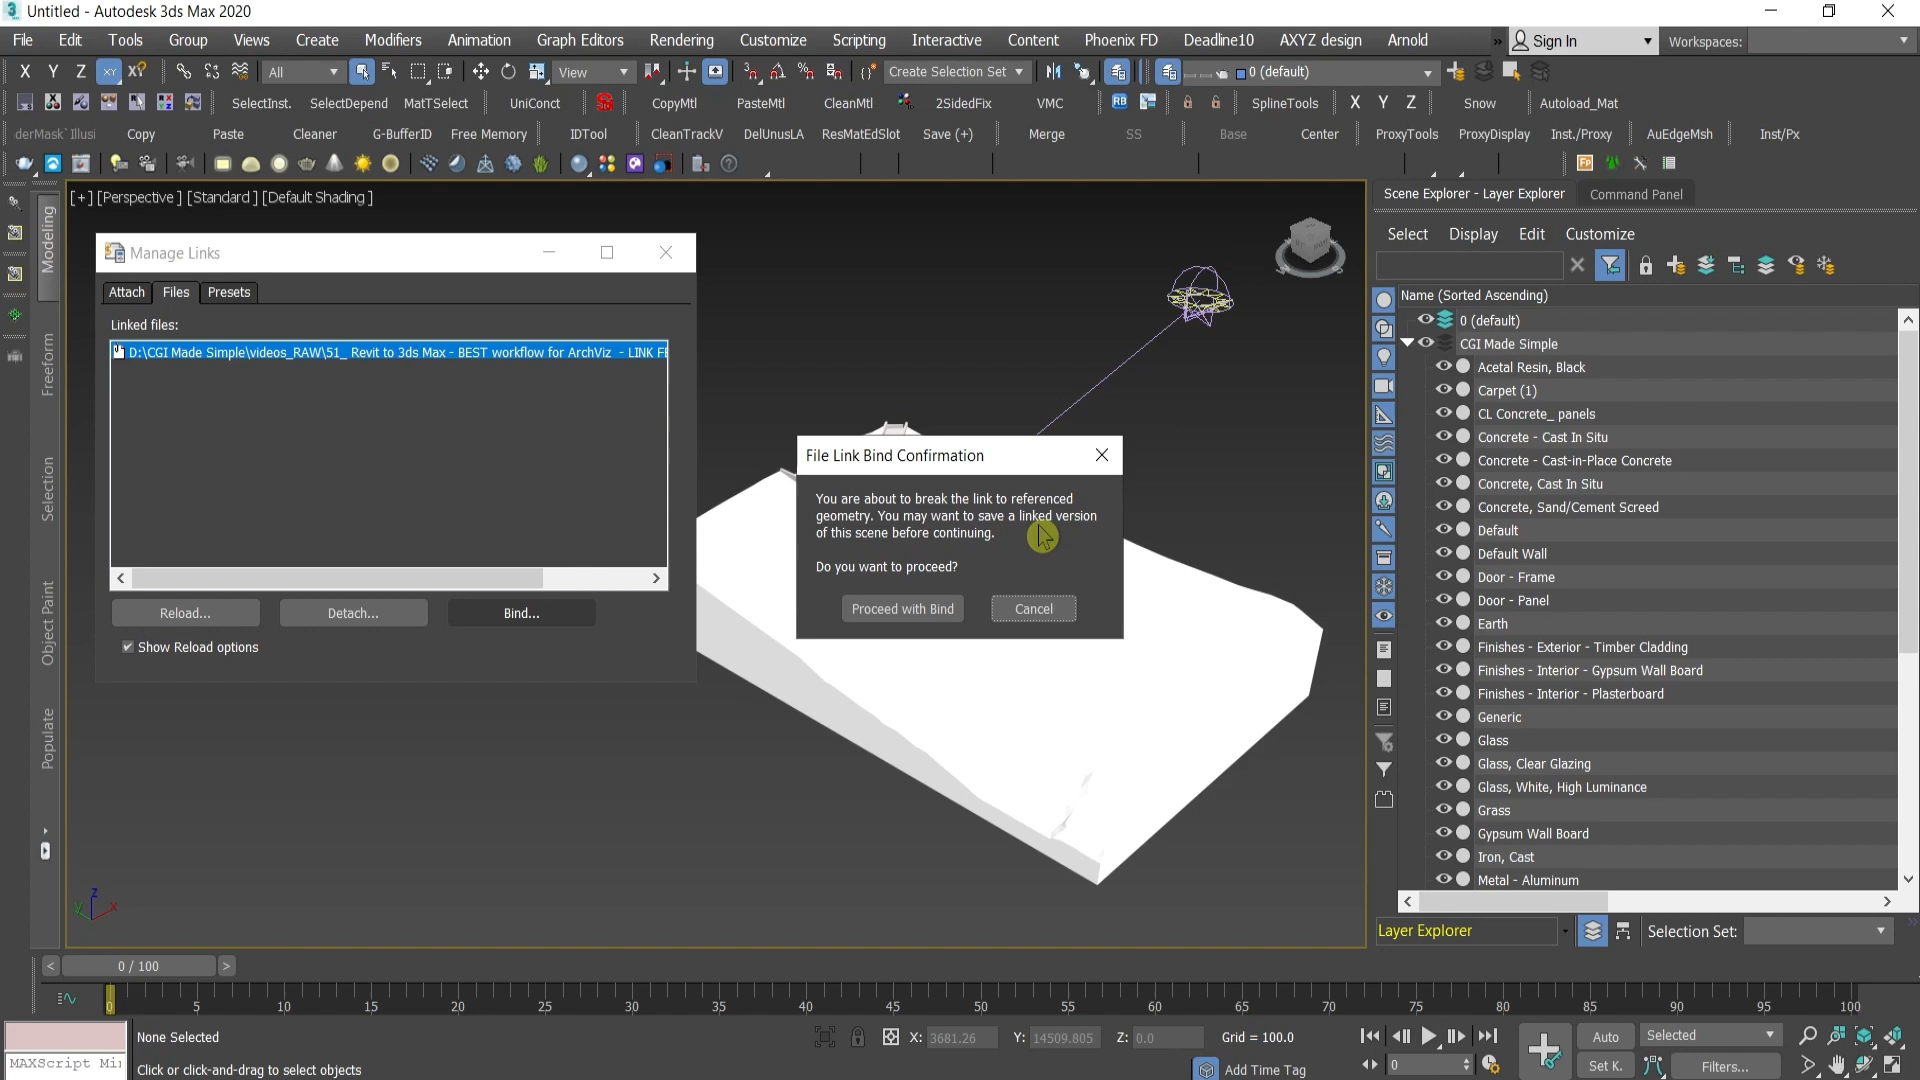 Untitled - Autodesk 3ds Max 2020
File Edit Tools Group Views Create Modifiers Animation Graph Editors Rendering Customize Scripting Interactive Content Phoenix FD Deadline10 AXYZ design Arnold » Sign In Workspaces:
X Y Z XY All View Create Selection Set 0 (default)
SelectInst. SelectDepend MatTSelect UniConct CopyMtl PasteMtl CleanMtl 2SidedFix VMC RB SplineTools X Y Z Snow Autoload_Mat
derMask`Illusi Copy Paste Cleaner G-BufferID Free Memory IDTool CleanTrackV DelUnusLA ResMatEdSlot Save (+) Merge SS Base Center ProxyTools ProxyDisplay Inst./Proxy AuEdgeMsh Inst/Px
Fp
[+] [Perspective ] [Standard ] [Default Shading ]
Modeling
Freeform
Selection
Object Paint
Populate
Manage Links
Attach Files Presets
Linked files:
D:\CGI Made Simple\videos_RAW\51_ Revit to 3ds Max - BEST workflow for ArchViz - LINK FE
Reload... Detach... Bind...
Show Reload options
File Link Bind Confirmation
You are about to break the link to referenced
geometry. You may want to save a linked version
of this scene before continuing.
Do you want to proceed?
Proceed with Bind Cancel
Scene Explorer - Layer Explorer Command Panel
Select Display Edit Customize
Name (Sorted Ascending)
0 (default)
CGI Made Simple
Acetal Resin, Black
Carpet (1)
CL Concrete_ panels
Concrete - Cast In Situ
Concrete - Cast-in-Place Concrete
Concrete, Cast In Situ
Concrete, Sand/Cement Screed
Default
Default Wall
Door - Frame
Door - Panel
Earth
Finishes - Exterior - Timber Cladding
Finishes - Interior - Gypsum Wall Board
Finishes - Interior - Plasterboard
Generic
Glass
Glass, Clear Glazing
Glass, White, High Luminance
Grass
Gypsum Wall Board
Iron, Cast
Metal - Aluminum
Layer Explorer Selection Set:
z
y x
< 0 / 100 >
0 5 10 15 20 25 30 35 40 45 50 55 60 65 70 75 80 85 90 95 100
None Selected X: 3681.26 Y: 14509.805 Z: 0.0 Grid = 100.0 Auto Selected
MAXScript Mi Click or click-and-drag to select objects Add Time Tag 0 Set K. Filters...